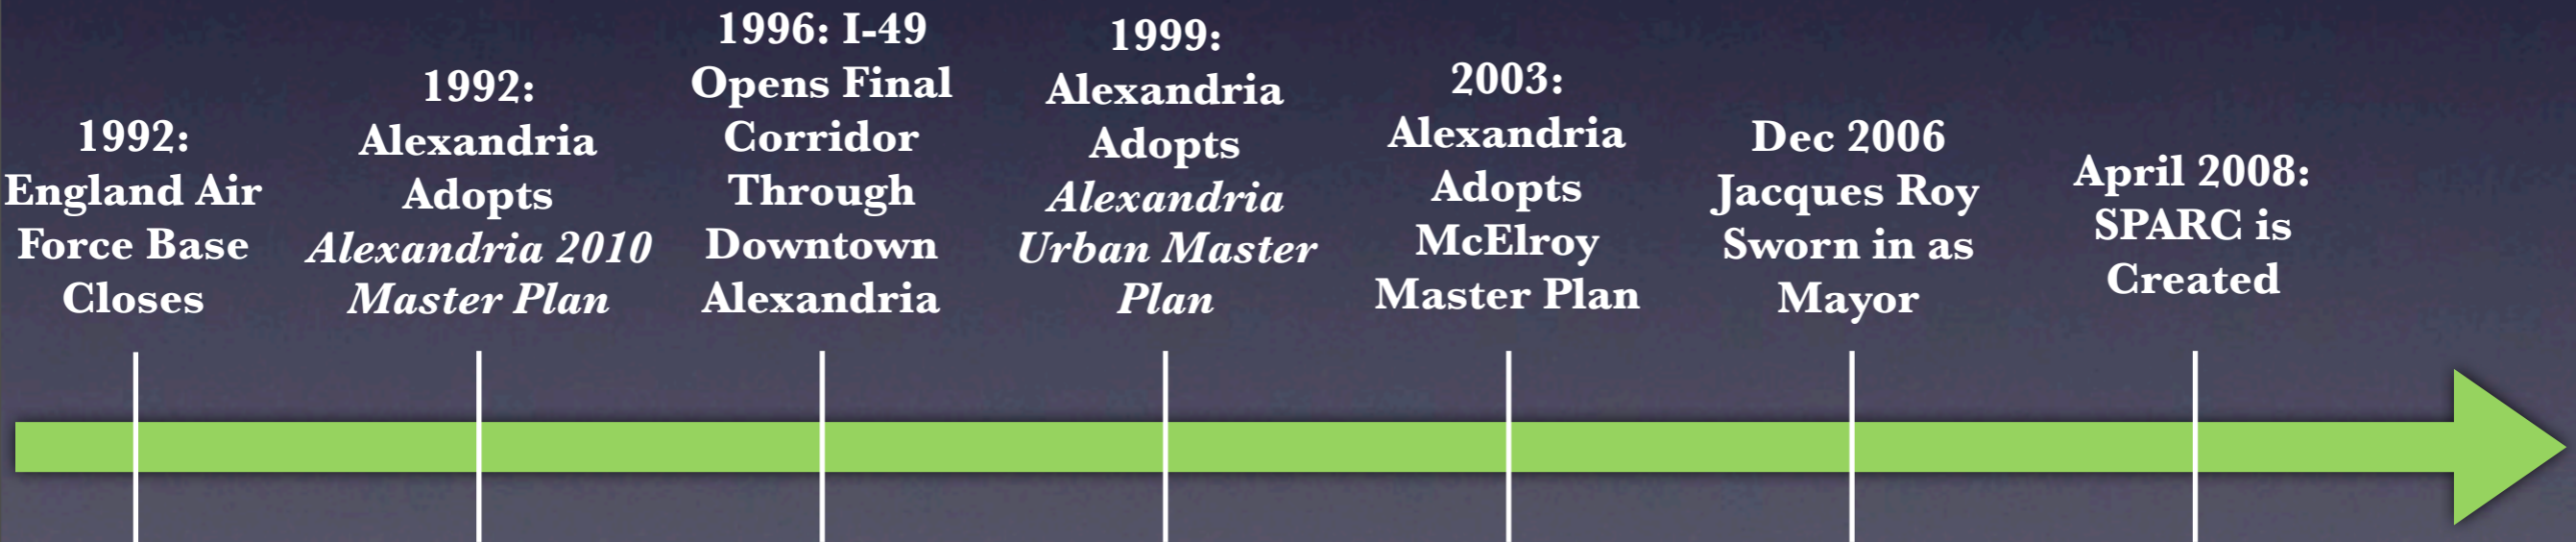 1992:
England Air
Force Base
Closes
1992:
Alexandria
Adopts
Alexandria 2010
Master Plan
1996: I-49
Opens Final
Corridor
Through
Downtown
Alexandria
1999:
Alexandria
Adopts
Alexandria
Urban Master
Plan
2003:
Alexandria
Adopts
McElroy
Master Plan
Dec 2006
Jacques Roy
Sworn in as
Mayor
April 2008:
SPARC is
Created